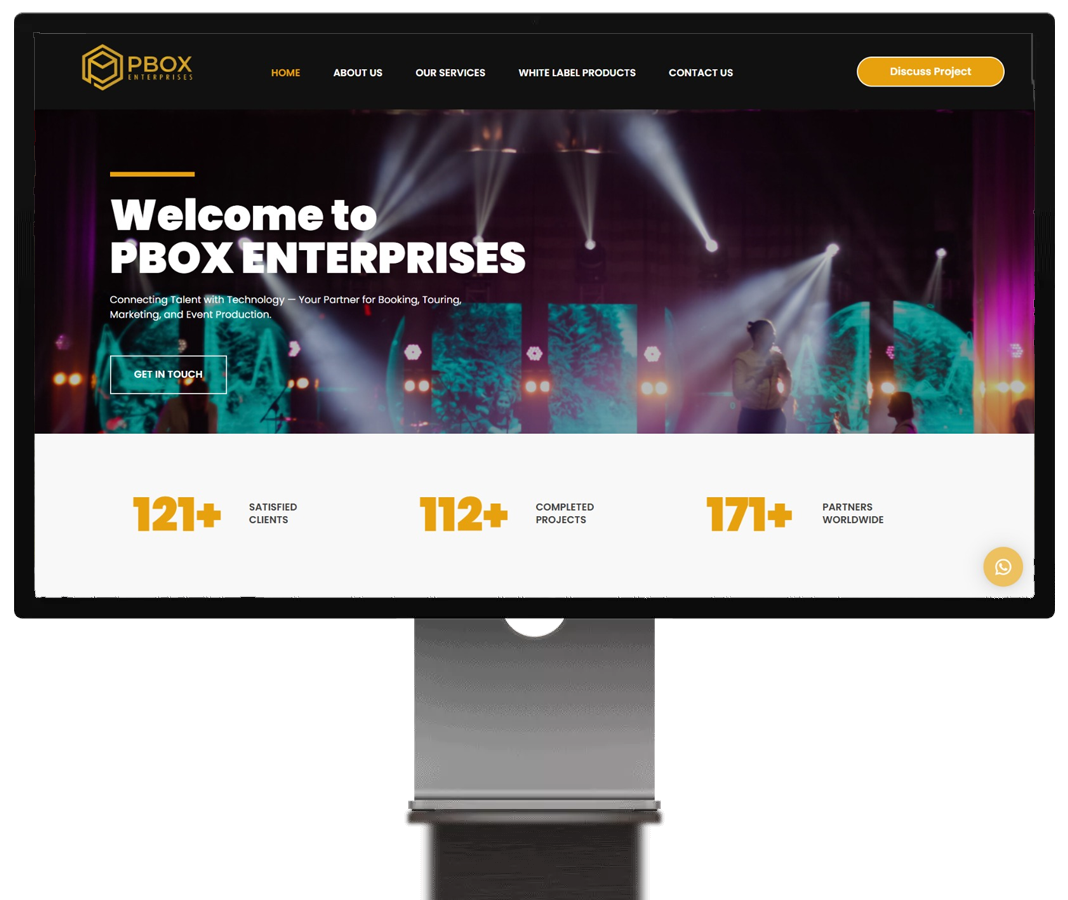 PBOX
ENTERPRISES
HOME
ABOUT US
OUR SERVICES
WHITE LABEL PRODUCTS
CONTACT US
Discuss Project
Welcome to
PBOX ENTERPRISES
Connecting Talent with Technology — Your Partner for Booking, Touring,
Marketing, and Event Production.
GET IN TOUCH
121+
SATISFIED
CLIENTS
112+
COMPLETED
PROJECTS
171+
PARTNERS
WORLDWIDE